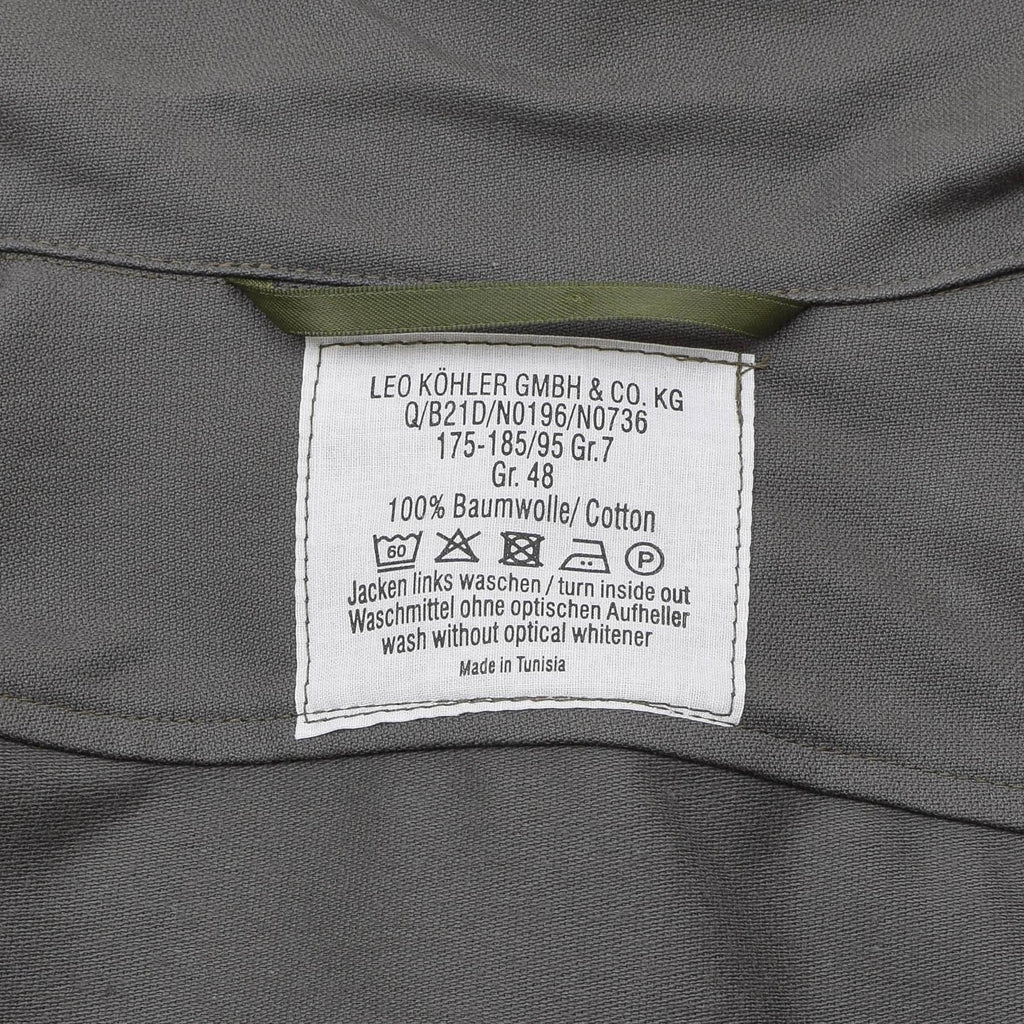 LEO KÖHLER GMBH & CO. KG
Q/B21D/N0196/N0736
175-185/95 Gr.7
Gr. 48
100% Baumwolle/ Cotton
60 P
Jacken links waschen / turn inside out
Waschmittel ohne optischen Aufheller
wash without optical whitener
Made in Tunisia